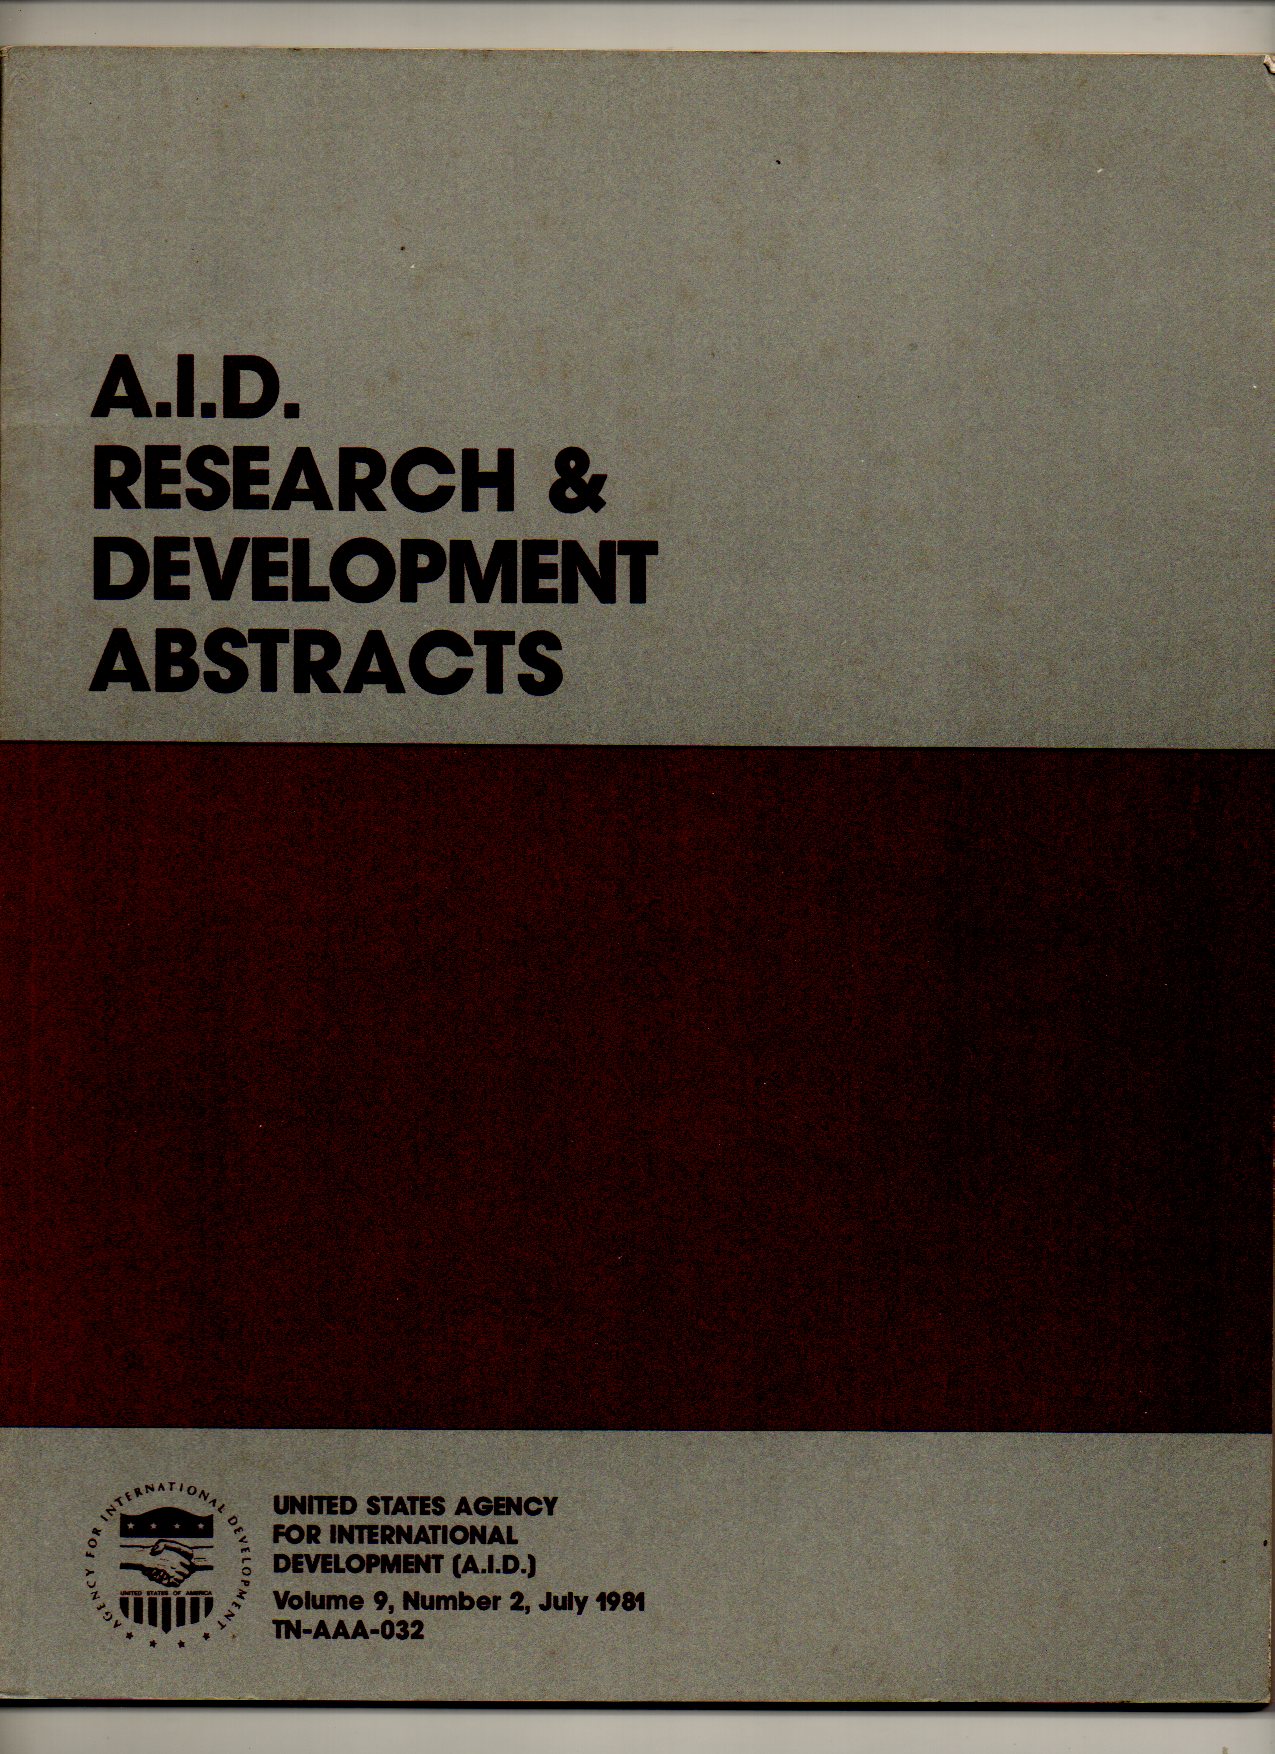 A.I.D.
RESEARCH &
DEVELOPMENT
ABSTRACTS
AGENCY FOR INTERNATIONAL DEVELOPMENT
UNITED STATES OF AMERICA
UNITED STATES AGENCY
FOR INTERNATIONAL
DEVELOPMENT (A.I.D.)
Volume 9, Number 2, July 1981
TN-AAA-032